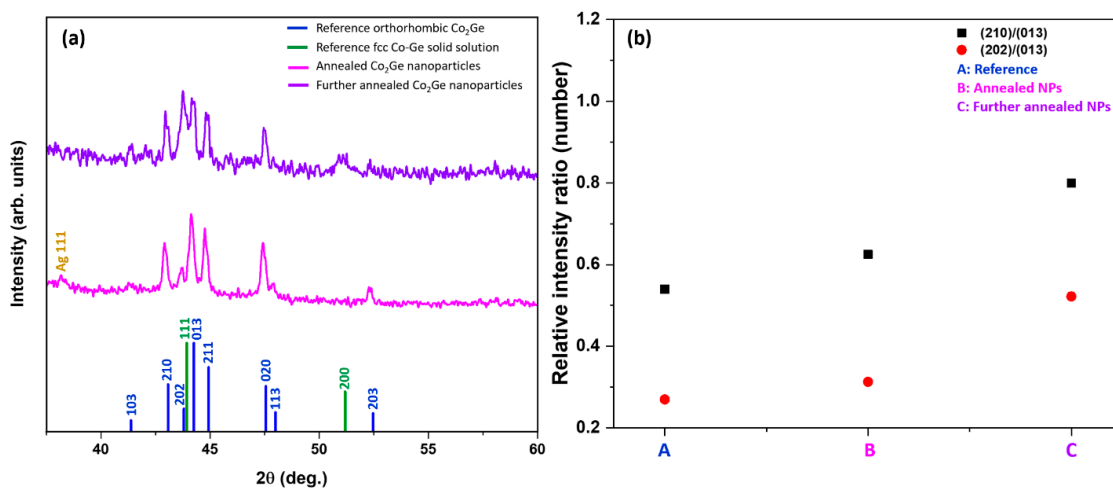 (a)
Reference orthorhombic Co₂Ge
Reference fcc Co-Ge solid solution
Annealed Co₂Ge nanoparticles
Further annealed Co₂Ge nanoparticles
Intensity (arb. units)
Ag 111
103
210
202
111
013
211
020
113
200
203
40
45
50
55
60
2θ (deg.)
(b)
(210)/(013)
(202)/(013)
A: Reference
B: Annealed NPs
C: Further annealed NPs
Relative intensity ratio (number)
1.2
1.0
0.8
0.6
0.4
0.2
A
B
C